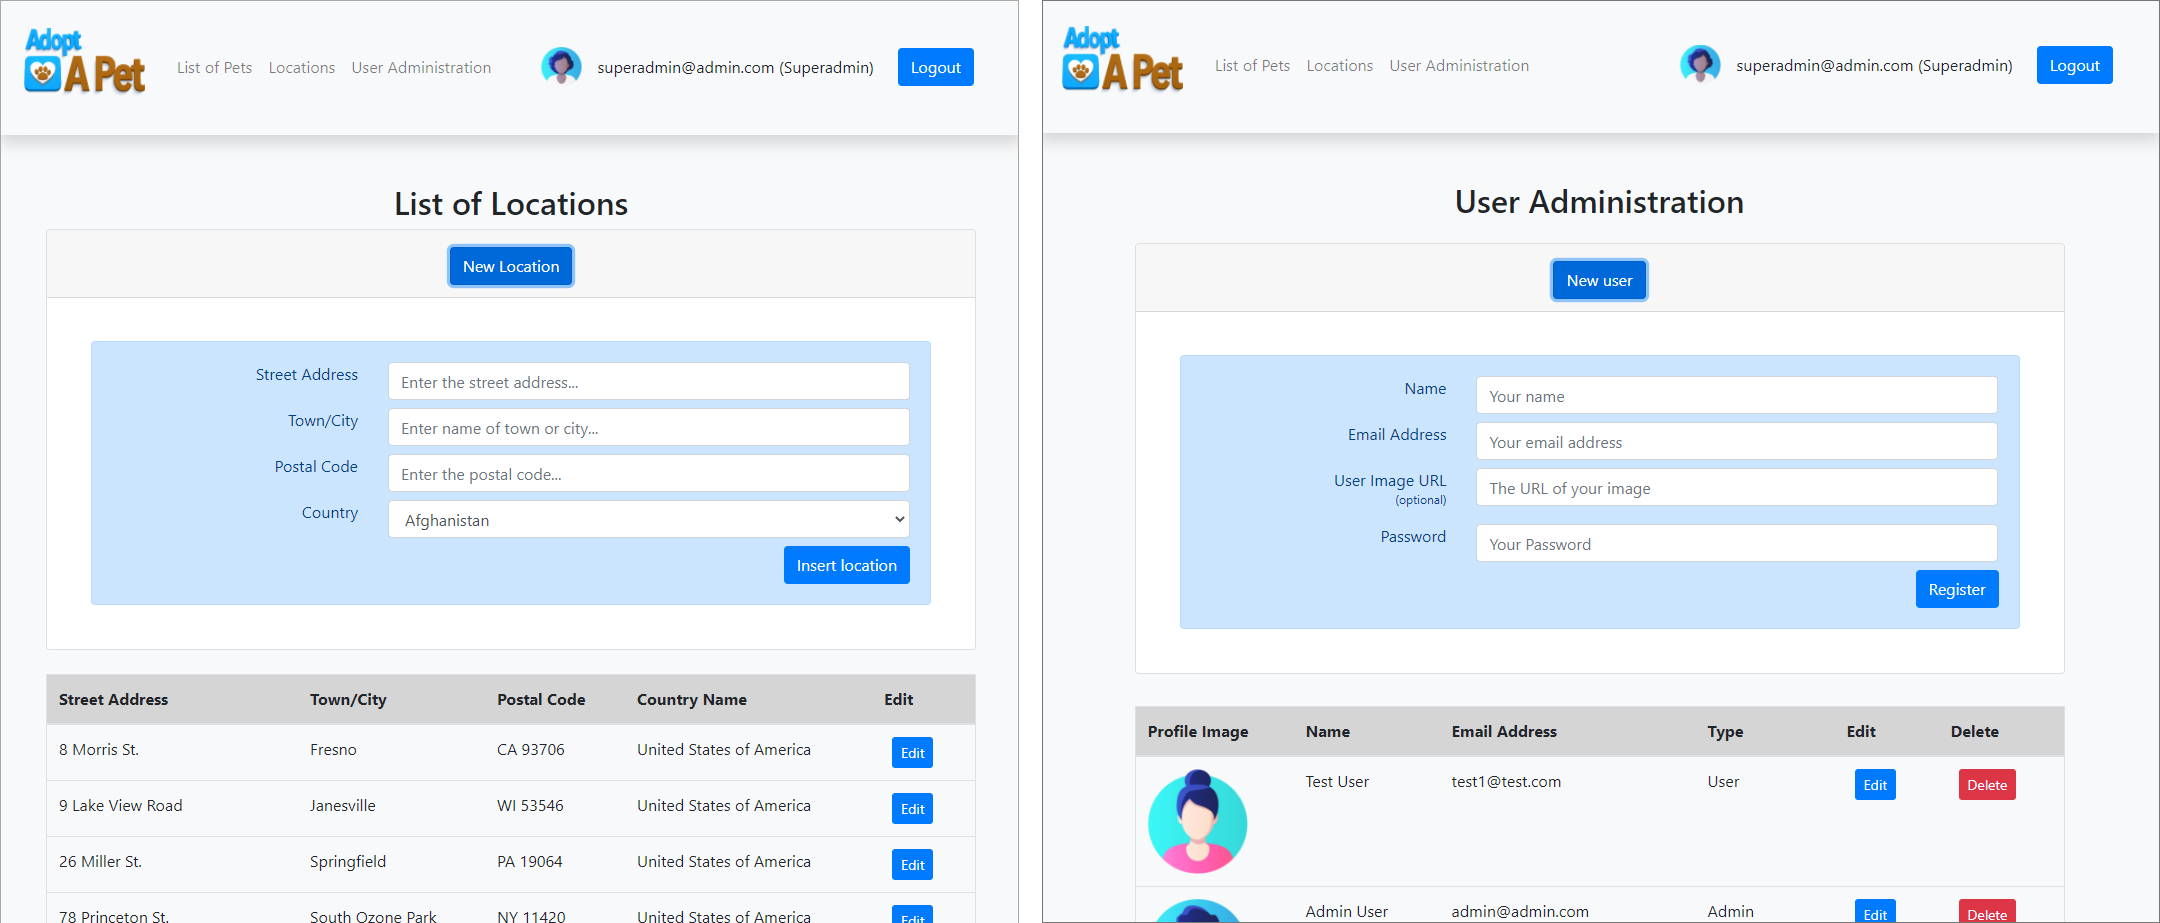 Adopt
A Pet
List of Pets Locations User Administration superadmin@admin.com (Superadmin) Logout
List of Locations
New Location
Street Address Enter the street address...
Town/City Enter name of town or city...
Postal Code Enter the postal code...
Country Afghanistan
Insert location
Street Address Town/City Postal Code Country Name Edit
8 Morris St. Fresno CA 93706 United States of America Edit
9 Lake View Road Janesville WI 53546 United States of America Edit
26 Miller St. Springfield PA 19064 United States of America Edit
78 Princeton St. South Ozone Park NY 11420 United States of America Edit
Adopt
A Pet
List of Pets Locations User Administration superadmin@admin.com (Superadmin) Logout
User Administration
New user
Name Your name
Email Address Your email address
User Image URL The URL of your image
(optional)
Password Your Password
Register
Profile Image Name Email Address Type Edit Delete
Test User test1@test.com User Edit Delete
Admin User admin@admin.com Admin Edit Delete